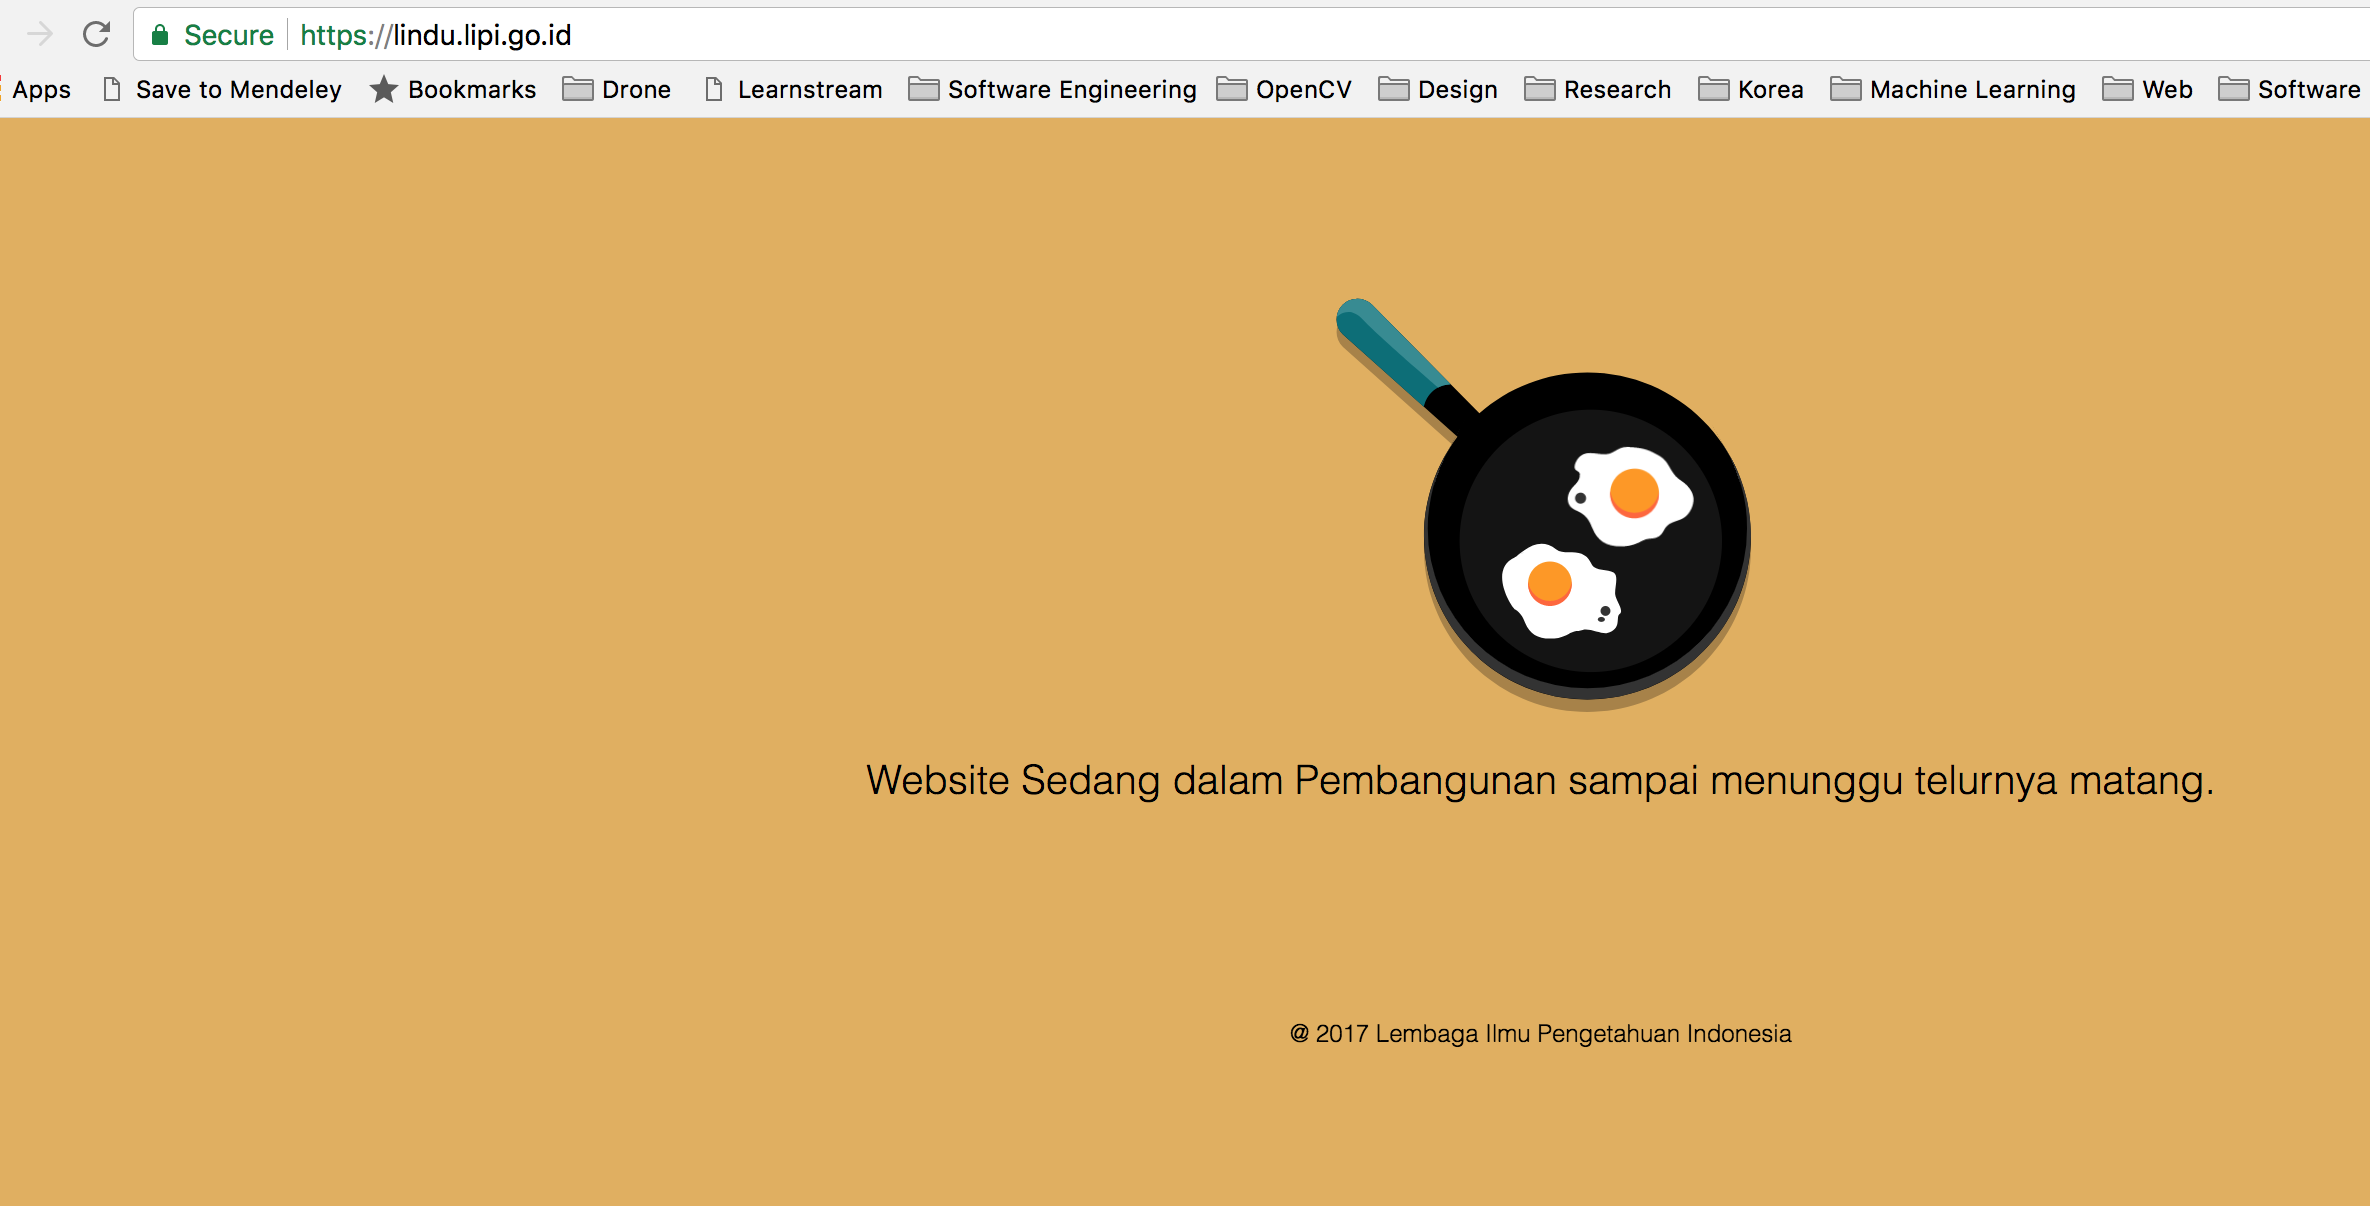 Secure https://lindu.lipi.go.id
Apps Save to Mendeley Bookmarks Drone Learnstream Software Engineering OpenCV Design Research Korea Machine Learning Web Software
Website Sedang dalam Pembangunan sampai menunggu telurnya matang.
@ 2017 Lembaga Ilmu Pengetahuan Indonesia